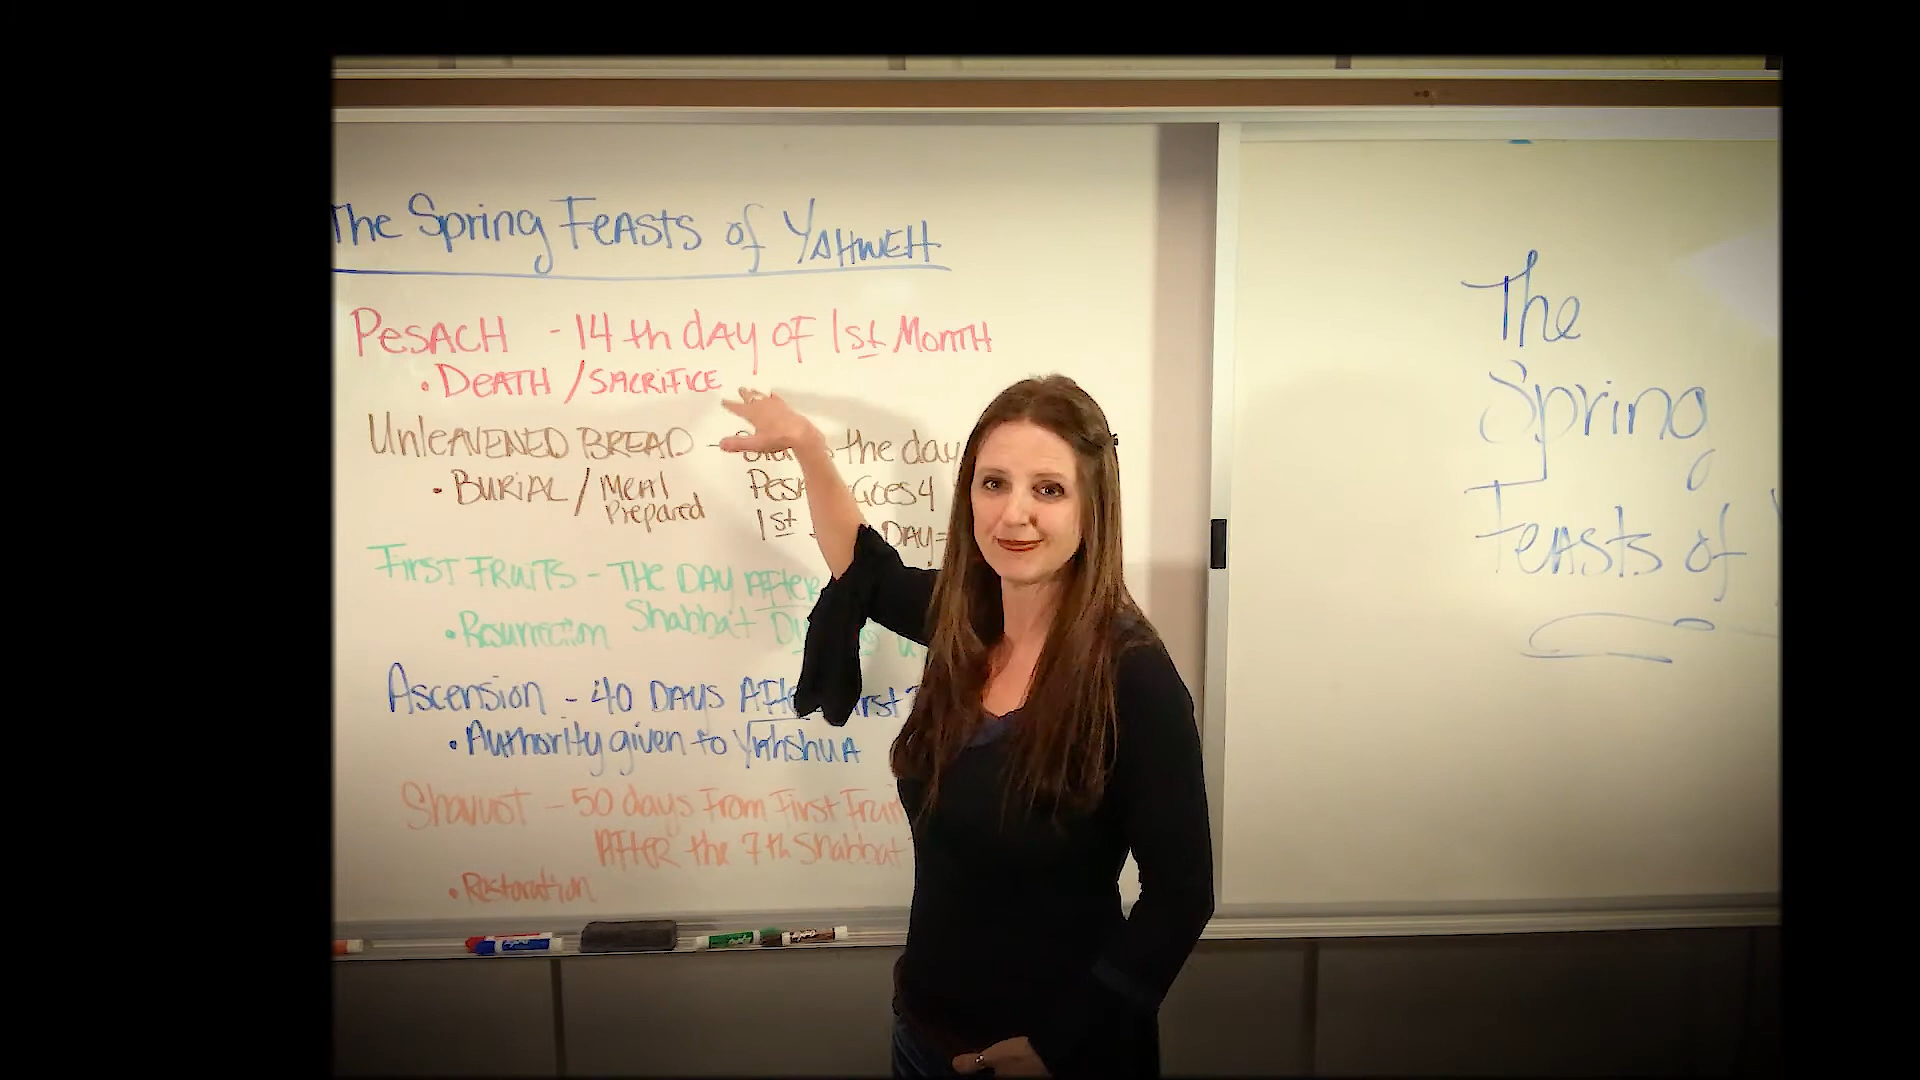 The Spring Feasts of YAHWEH
PESACH - 14th day of 1st Month
• DEATH / SACRIFICE
UNLEAVENED BREAD - the day
• BURIAL / Meal Prepared
Goes 4
1st DAY=
FIRST FRUITS - THE DAY AFTER
Shabbat
• Resurrection
Ascension - 40 DAYS
• Authority given to Yahshua
Shavuot - 50 days From First
AFTER the 7th Shabbat
• Restoration
The
Spring
Feasts of